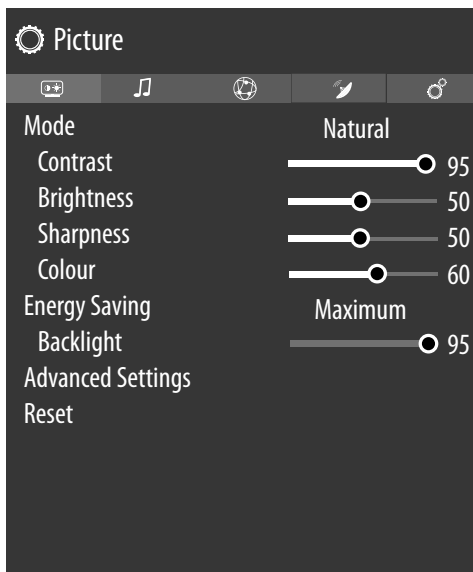 Picture
Mode Natural
Contrast 95
Brightness 50
Sharpness 50
Colour 60
Energy Saving Maximum
Backlight 95
Advanced Settings
Reset